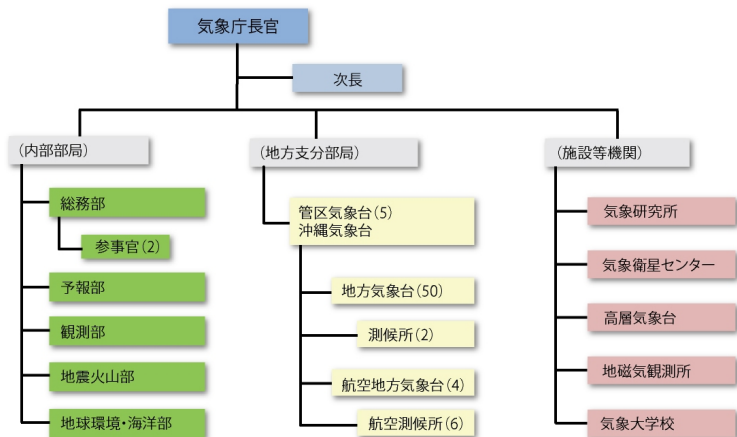 気象庁長官
次長
(内部部局)
総務部
参事官(2)
予報部
観測部
地震火山部
地球環境・海洋部
(地方支分部局)
管区気象台(5)
沖縄気象台
地方気象台(50)
測候所(2)
航空地方気象台(4)
航空測候所(6)
(施設等機関)
気象研究所
気象衛星センター
高層気象台
地磁気観測所
気象大学校